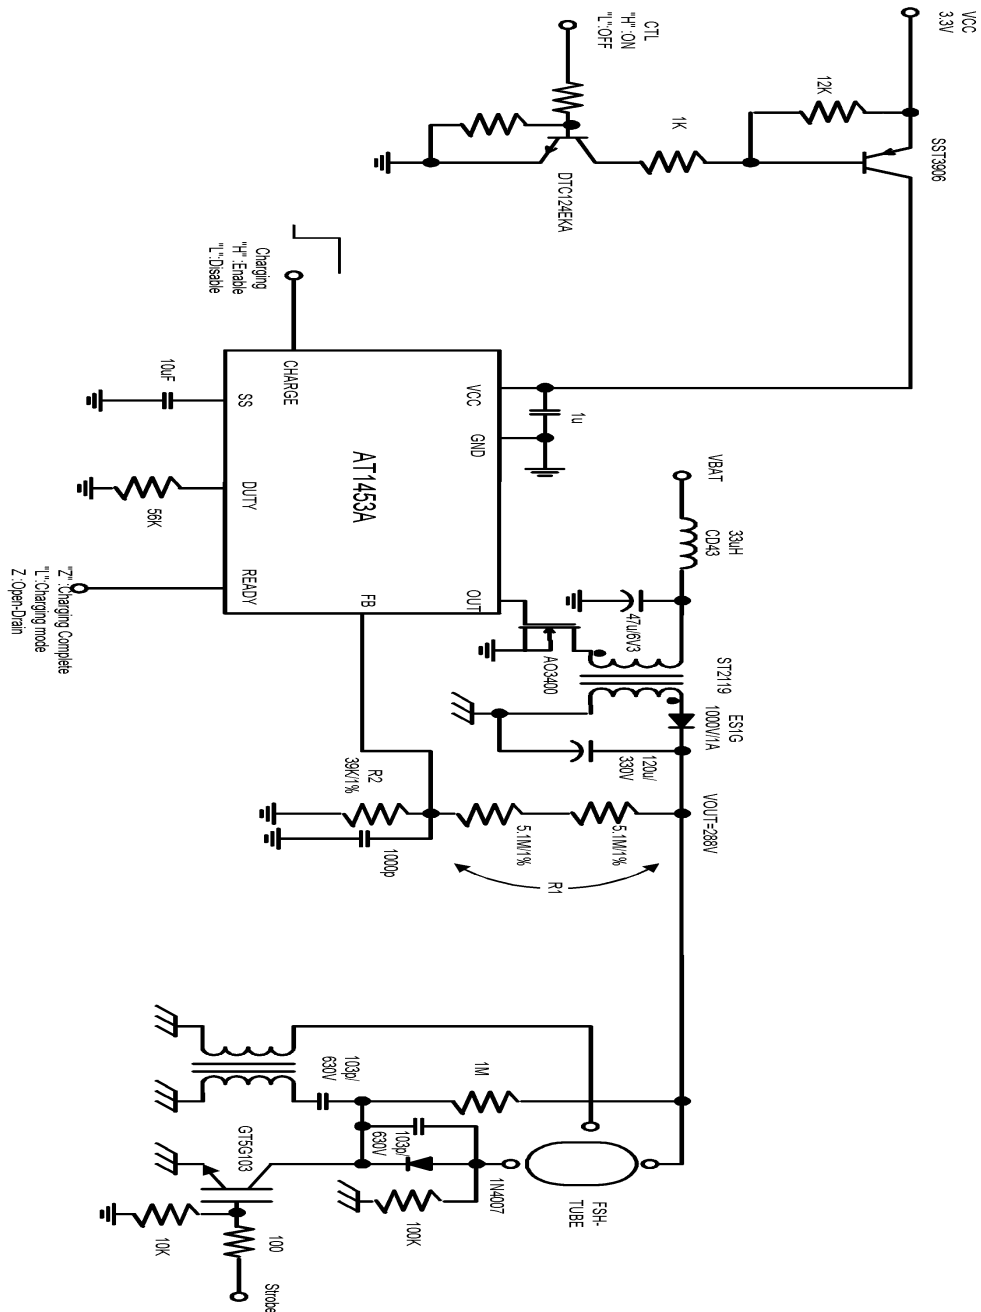 VCC
3.3V
CTL
"H" :ON
"L":OFF
12K
1K
SST3906
DTC124EKA
Charging
"H" :Enable
"L":Disable
CHARGE
VCC
10uF
SS
GND
1u
AT1453A
VBAT
DUTY
56K
33uH
CD43
READY
FB
OUT
"Z" :Charging Complete
"L":Charging mode
Z :Open-Drain
47u/6V3
AO3400
ST2119
ES1G
1000V/1A
120u/
330V
R2
39K/1%
VOUT=288V
5.1M/1%
5.1M/1%
1000p
R1
103p/
630V
1M
GT5G103
103p/
630V
1N4007
FSH-
TUBE
100K
10K
100
Strobe